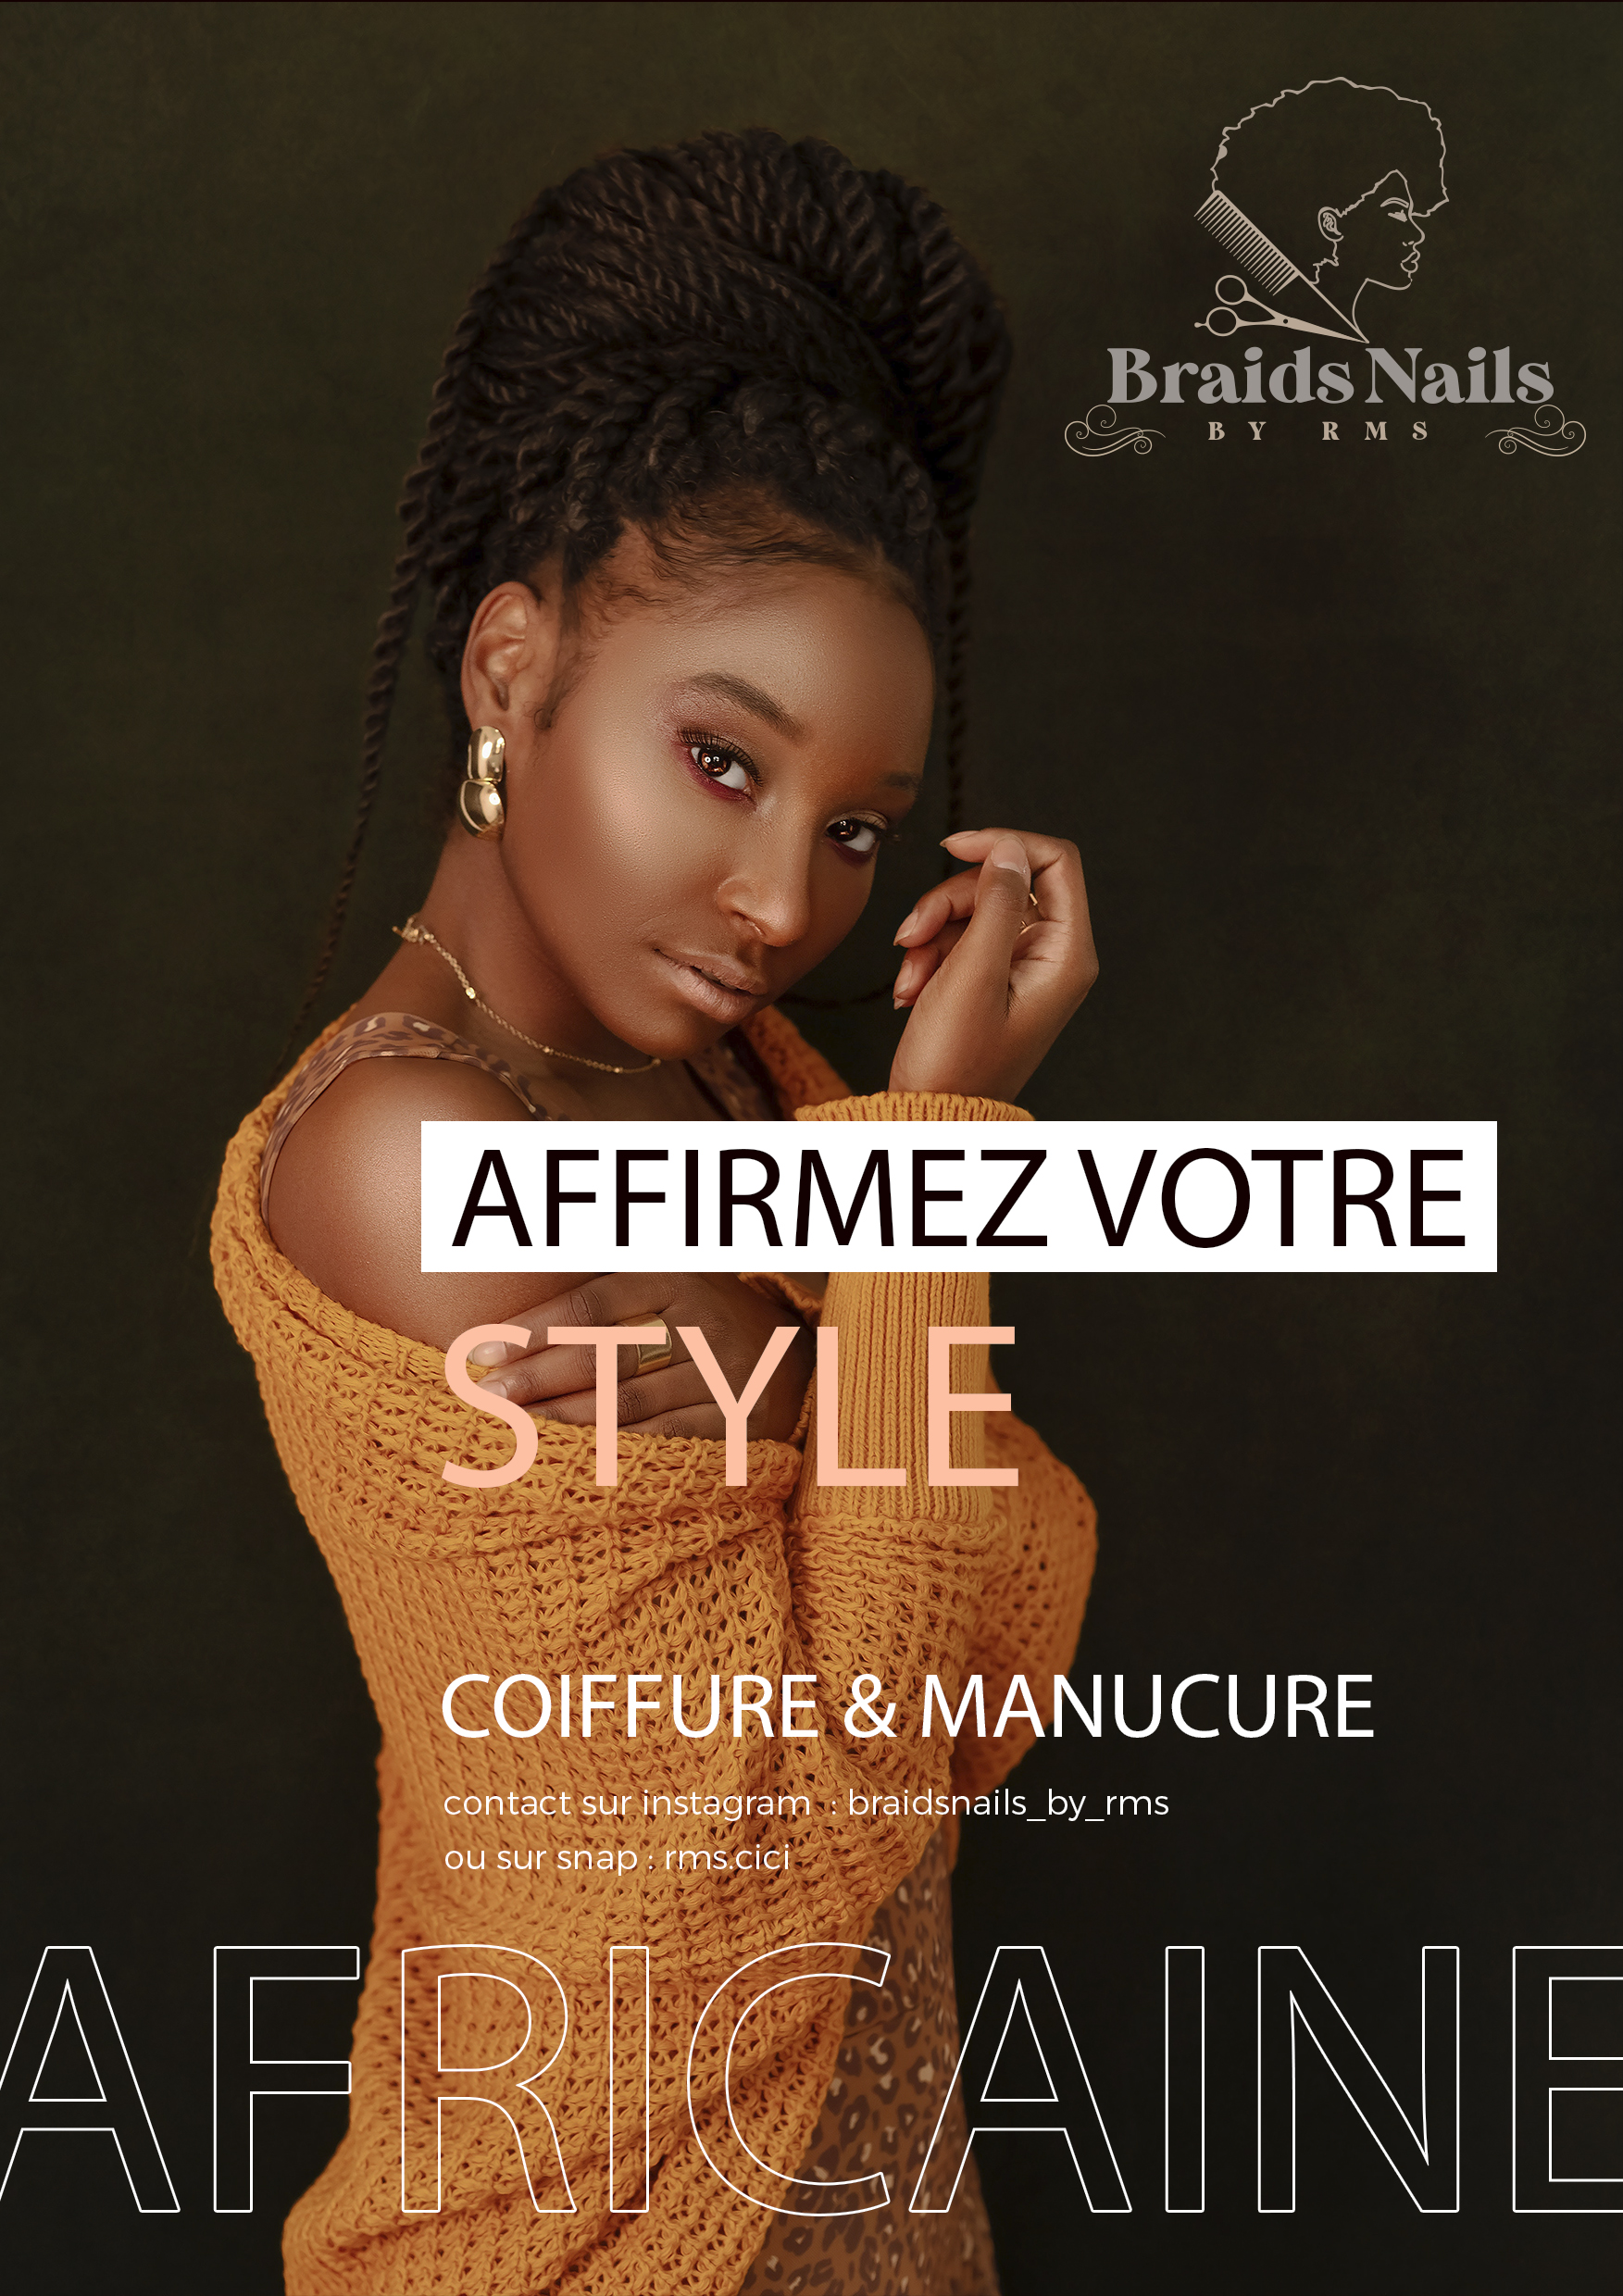 Braids Nails
BY RMS
AFFIRMEZ VOTRE
STYLE
COIFFURE & MANUCURE
contact sur instagram : braidsnails_by_rms
ou sur snap : rms.cici
AFRICAINE